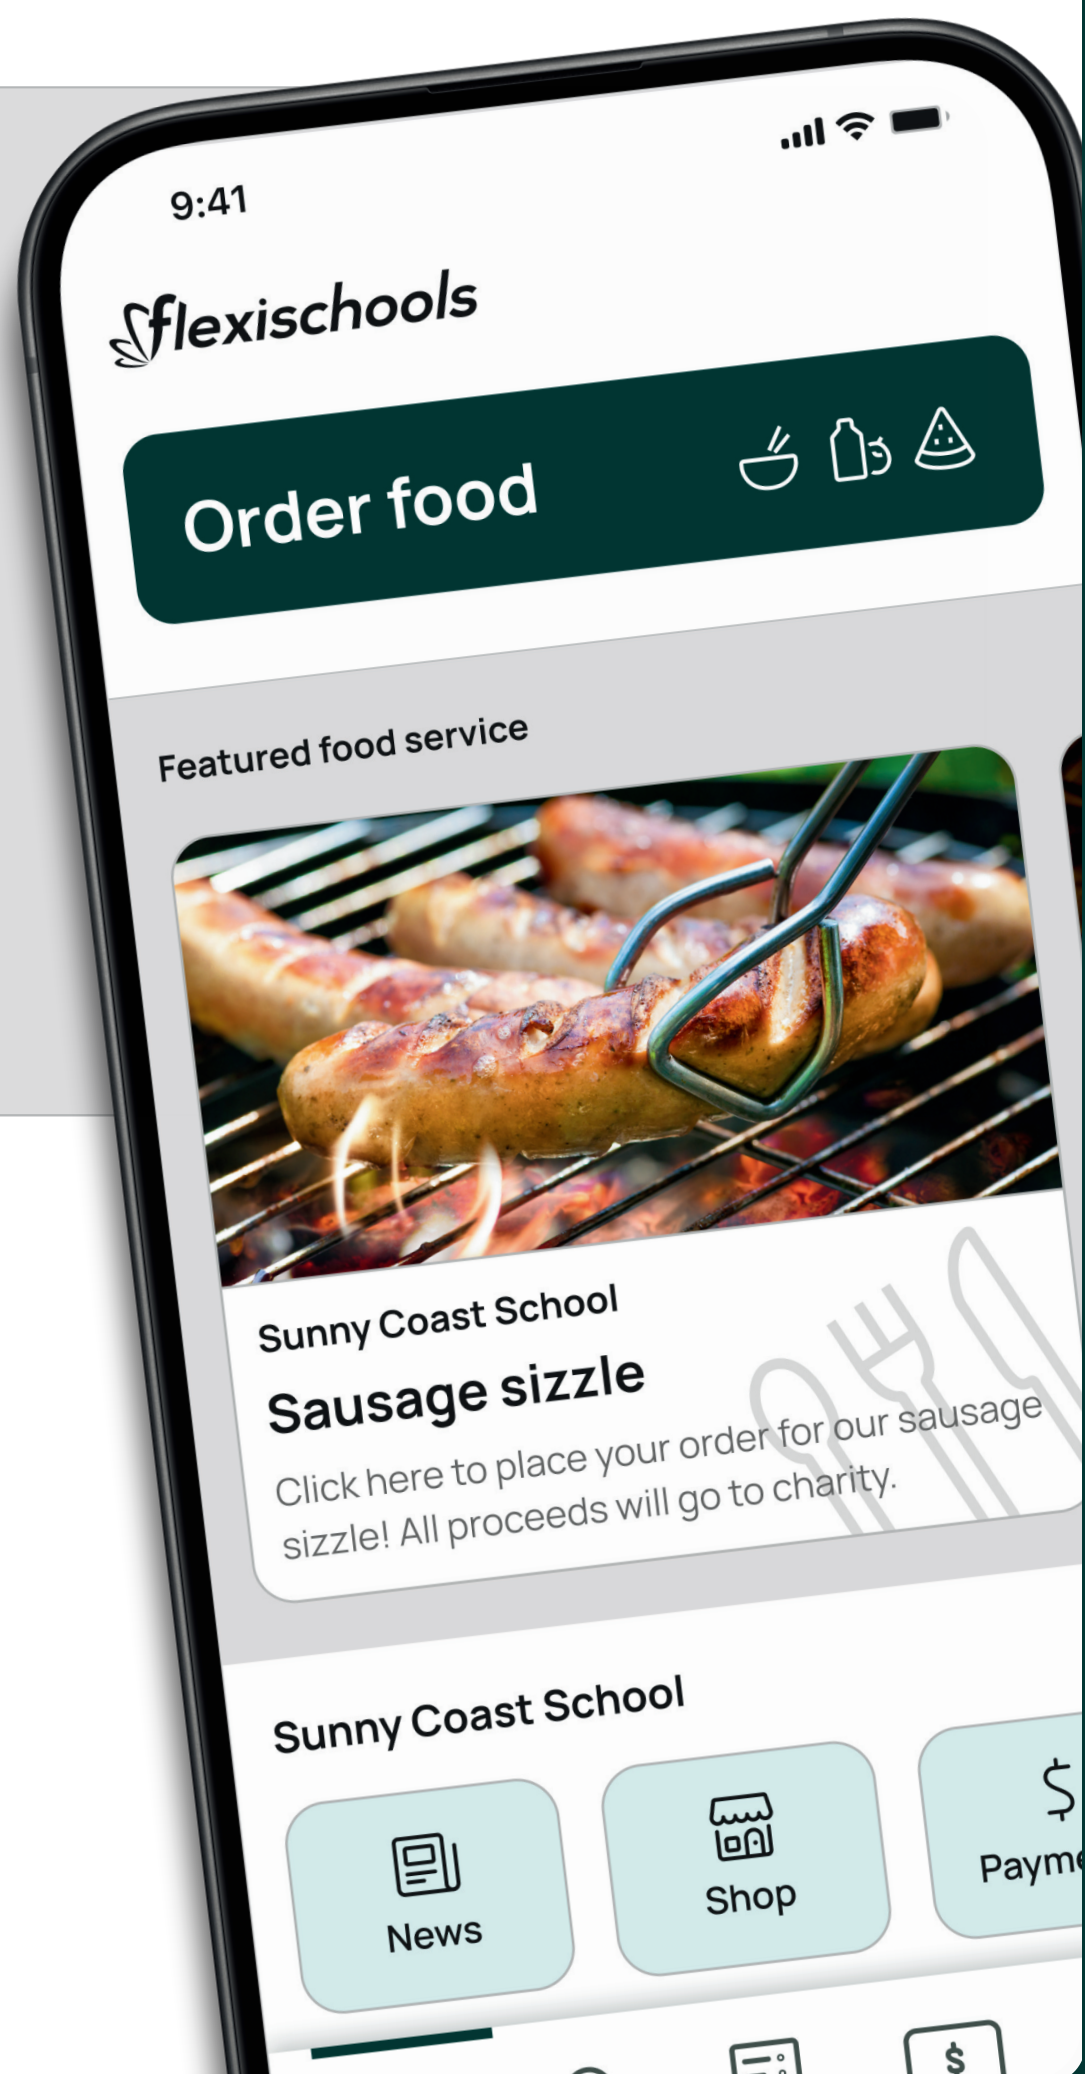 9:41
flexischools
Order food
Featured food service
Sunny Coast School
Sausage sizzle
Click here to place your order for our sausage
sizzle! All proceeds will go to charity.
Sunny Coast School
News
Shop
$
$